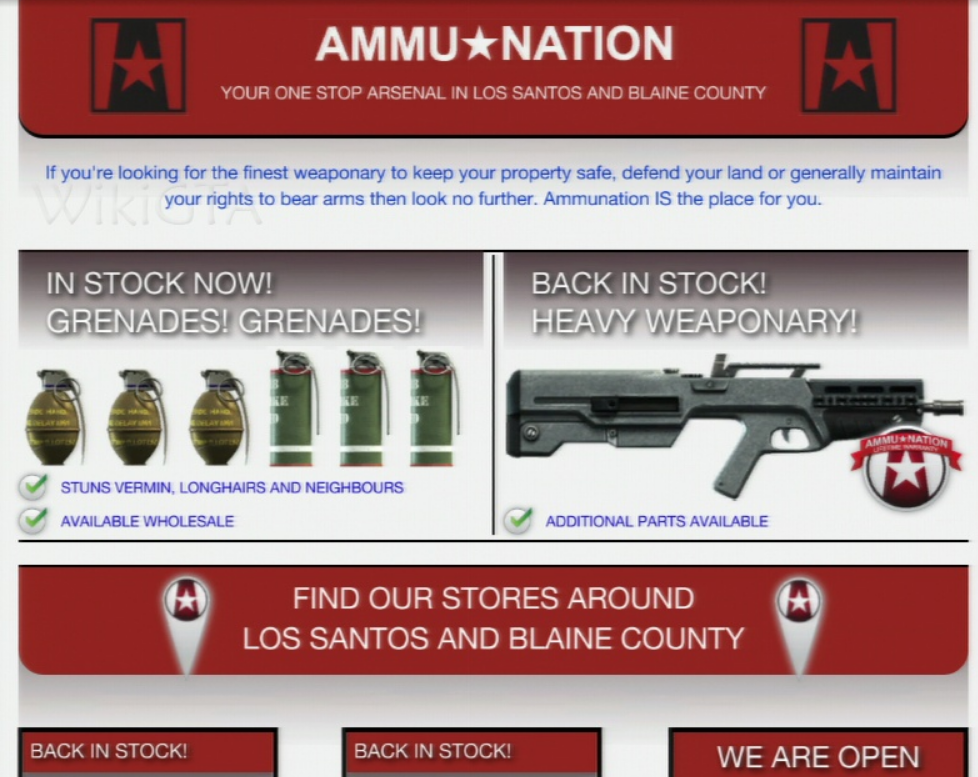 AMMU★NATION
YOUR ONE STOP ARSENAL IN LOS SANTOS AND BLAINE COUNTY
If you're looking for the finest weaponary to keep your property safe, defend your land or generally maintain
your rights to bear arms then look no further. Ammunation IS the place for you.
WikiGTA
IN STOCK NOW!
GRENADES! GRENADES!
STUNS VERMIN, LONGHAIRS AND NEIGHBOURS
AVAILABLE WHOLESALE
BACK IN STOCK!
HEAVY WEAPONARY!
AMMU★NATION
LIFETIME WARRANTY
ADDITIONAL PARTS AVAILABLE
FIND OUR STORES AROUND
LOS SANTOS AND BLAINE COUNTY
BACK IN STOCK!
BACK IN STOCK!
WE ARE OPEN